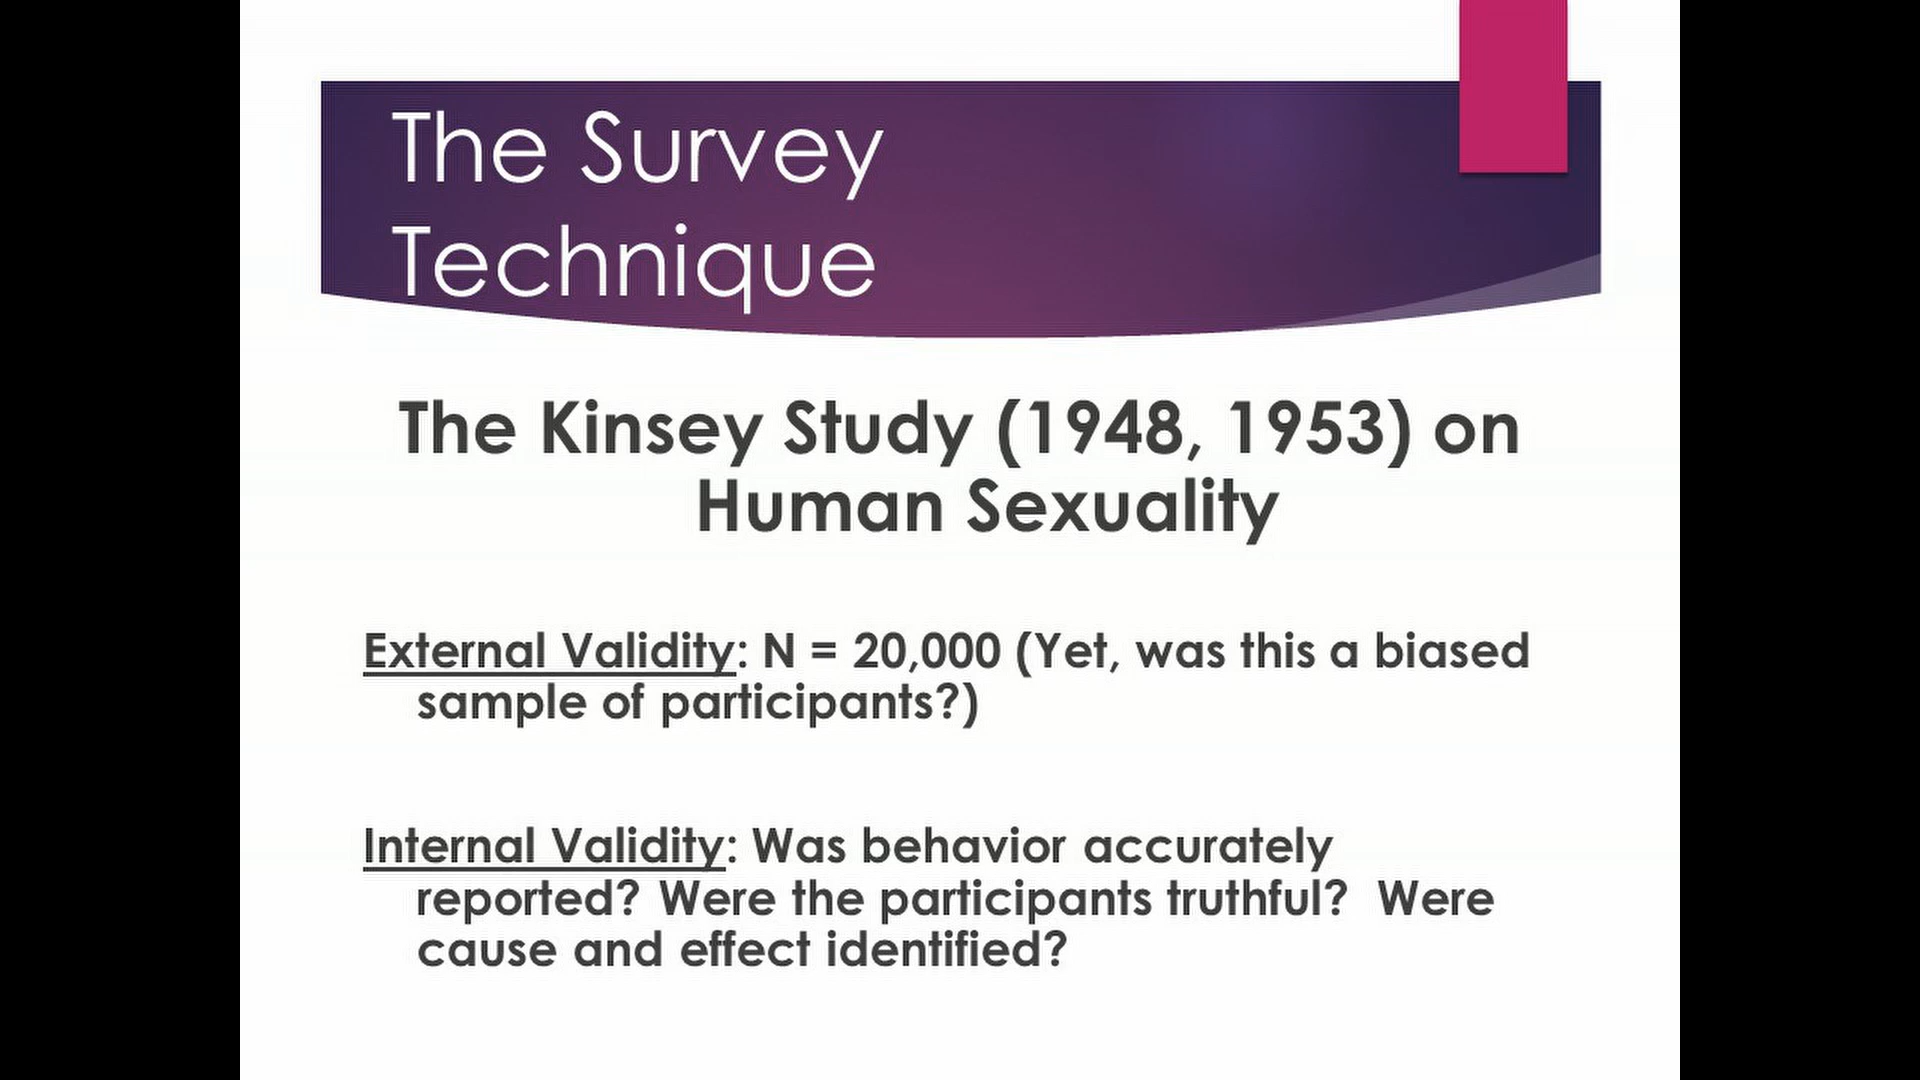 The Survey
Technique
The Kinsey Study (1948, 1953) on
Human Sexuality
External Validity: N = 20,000 (Yet, was this a biased
sample of participants?)
Internal Validity: Was behavior accurately
reported? Were the participants truthful?  Were
cause and effect identified?